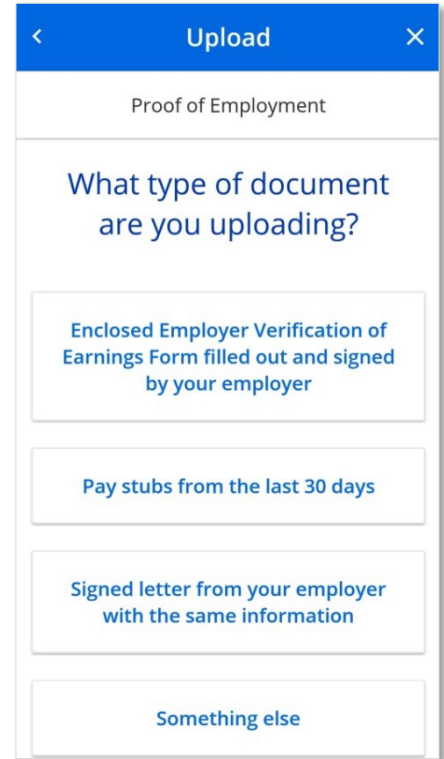 Upload
Proof of Employment
What type of document
are you uploading?
Enclosed Employer Verification of
Earnings Form filled out and signed
by your employer
Pay stubs from the last 30 days
Signed letter from your employer
with the same information
Something else